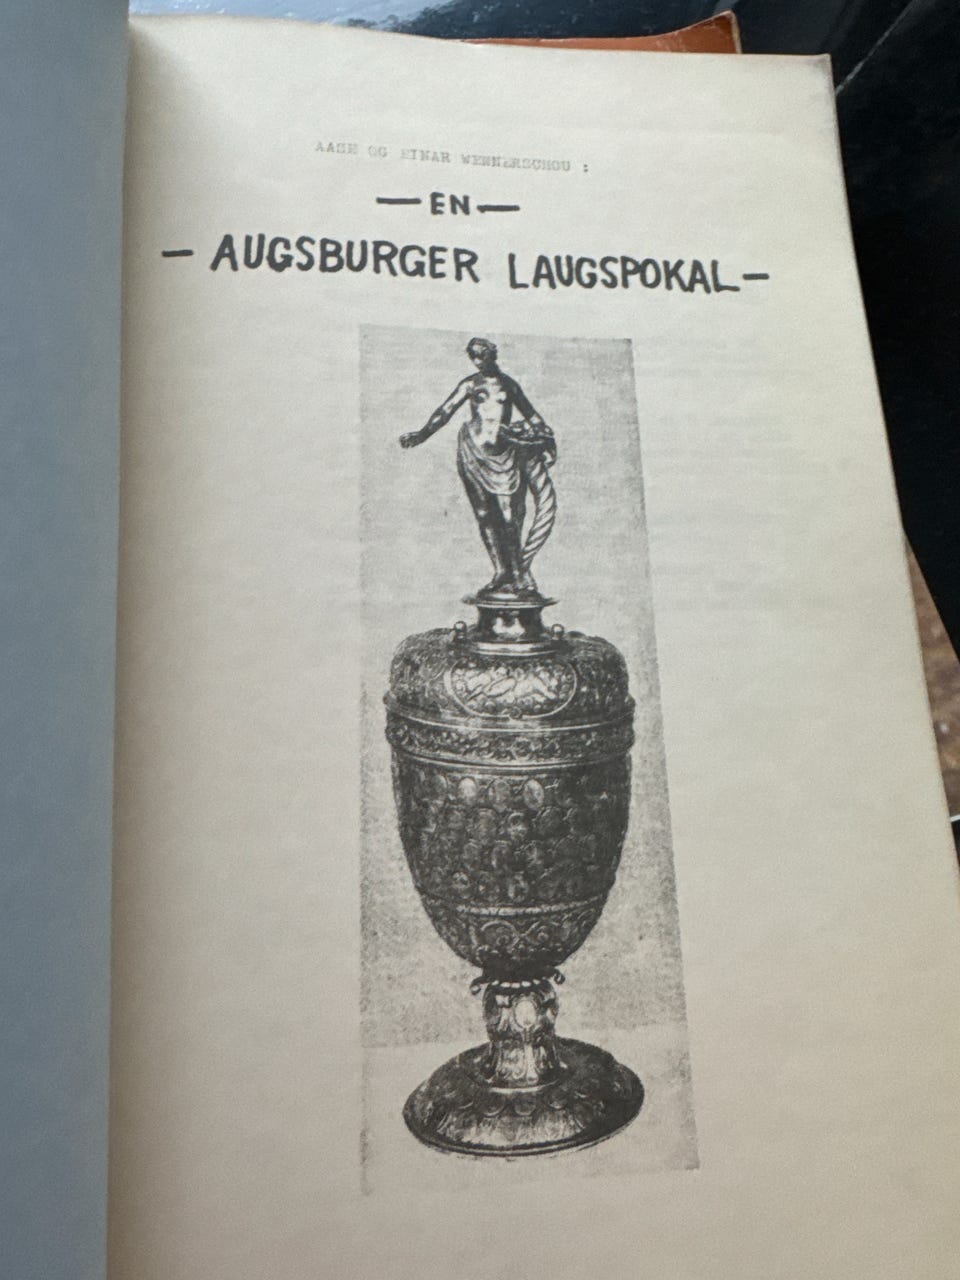 AASE OG EINAR WENNERSCHOU :
— EN —
– AUGSBURGER LAUGSPOKAL –